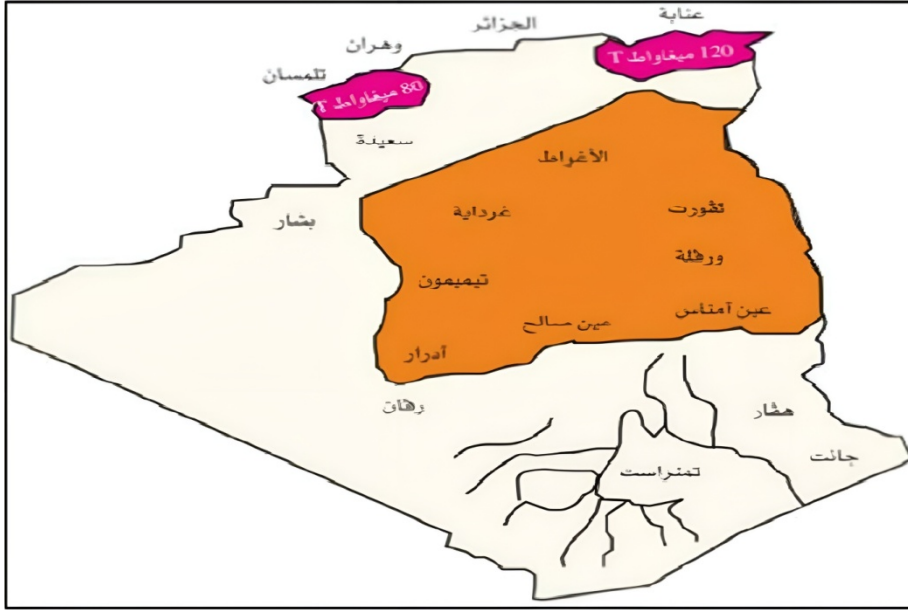 عنابة
الجزائر
وهران
120 ميغاواط T
تلمسان
80 ميغاواط T
سعيدة
الأغواط
تقورت
غرداية
بشار
ورقلة
تيميمون
عين أمناس
عين صالح
أدرار
رقان
هقار
جانت
تمنراست